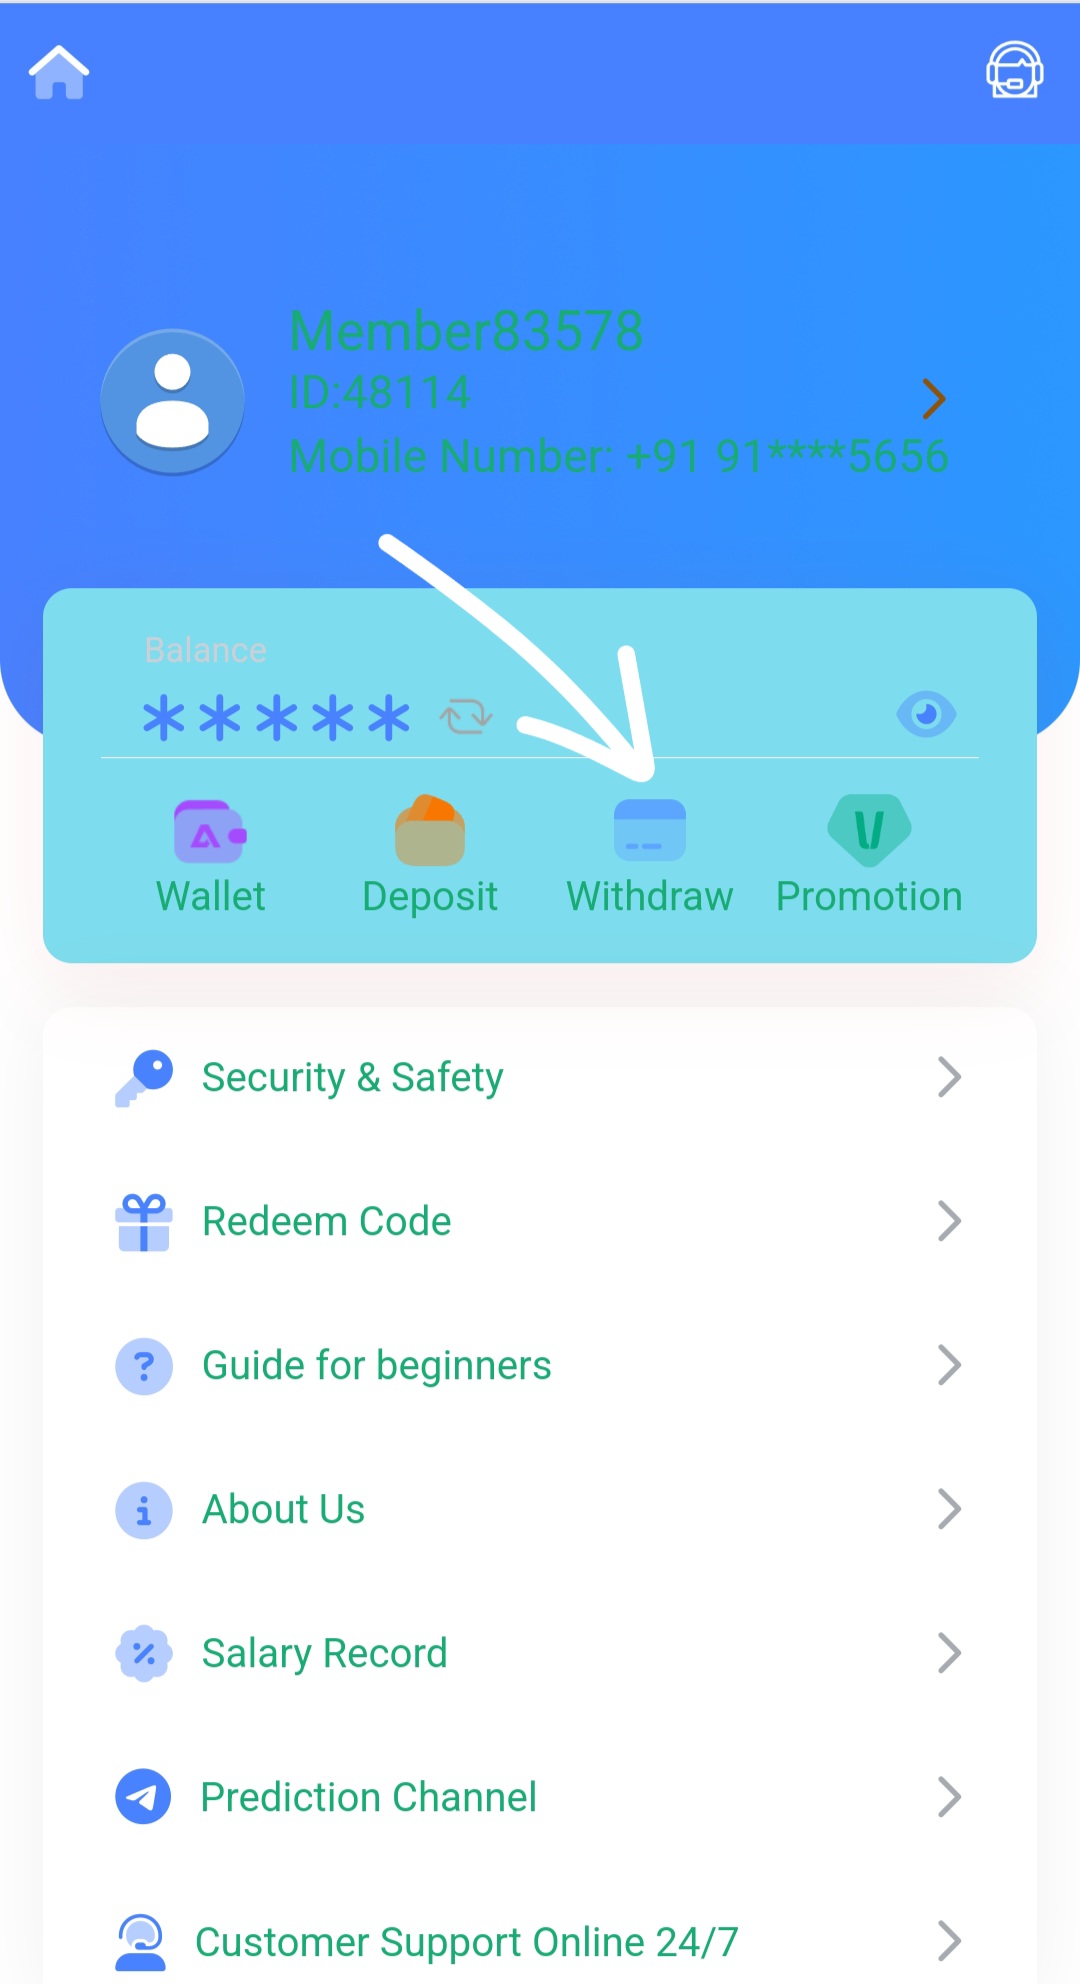 Member83578
ID:48114
Mobile Number: +91 91****5656
Balance
*****
Wallet Deposit Withdraw Promotion
Security & Safety
Redeem Code
Guide for beginners
About Us
Salary Record
Prediction Channel
Customer Support Online 24/7